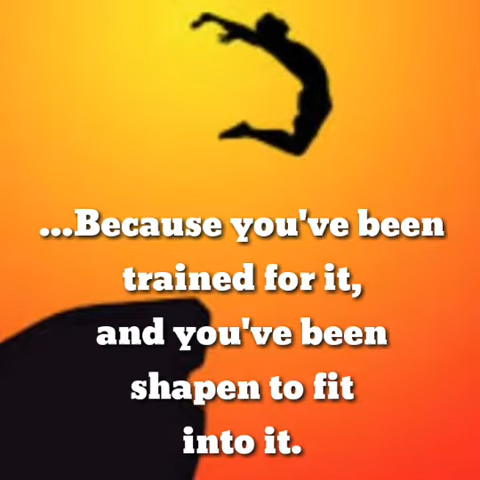 ...Because you've been
trained for it,
and you've been
shapen to fit
into it.